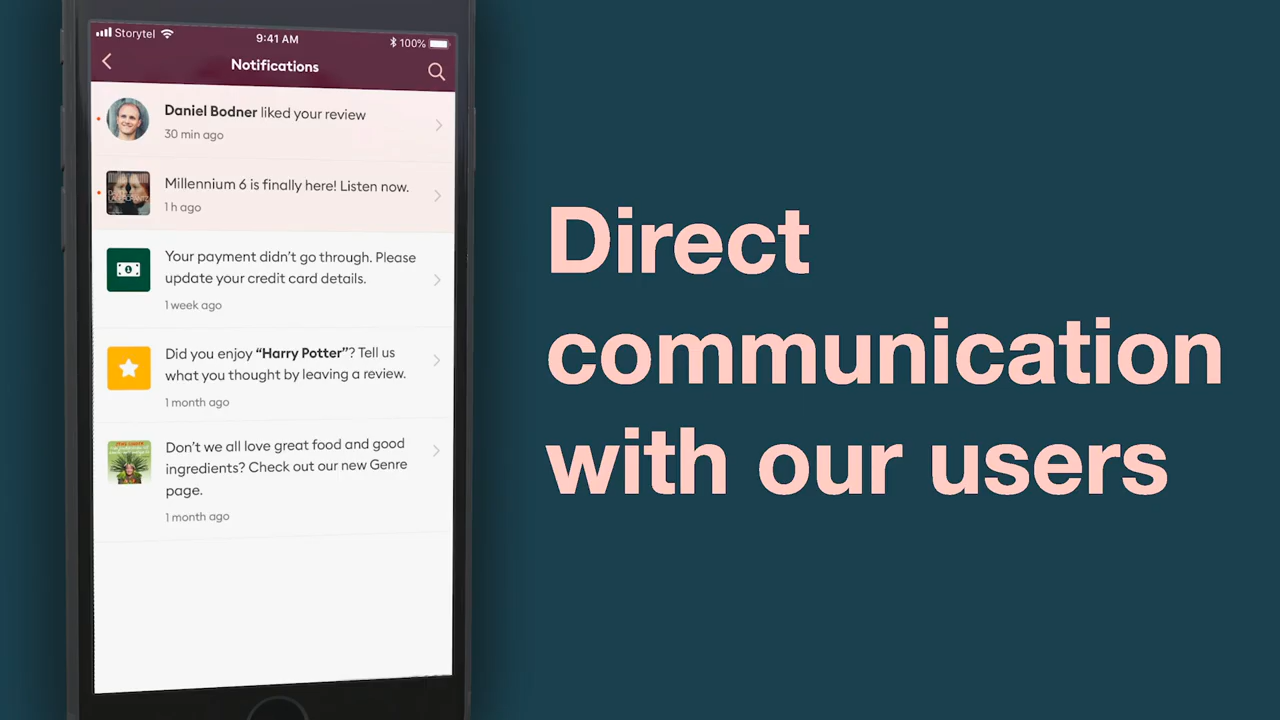 Storytel
9:41 AM
100%
Notifications
Daniel Bodner liked your review
30 min ago
Millennium 6 is finally here! Listen now.
1 h ago
Your payment didn’t go through. Please
update your credit card details.
1 week ago
Did you enjoy “Harry Potter”? Tell us
what you thought by leaving a review.
1 month ago
Don’t we all love great food and good
ingredients? Check out our new Genre
page.
1 month ago
Direct
communication
with our users